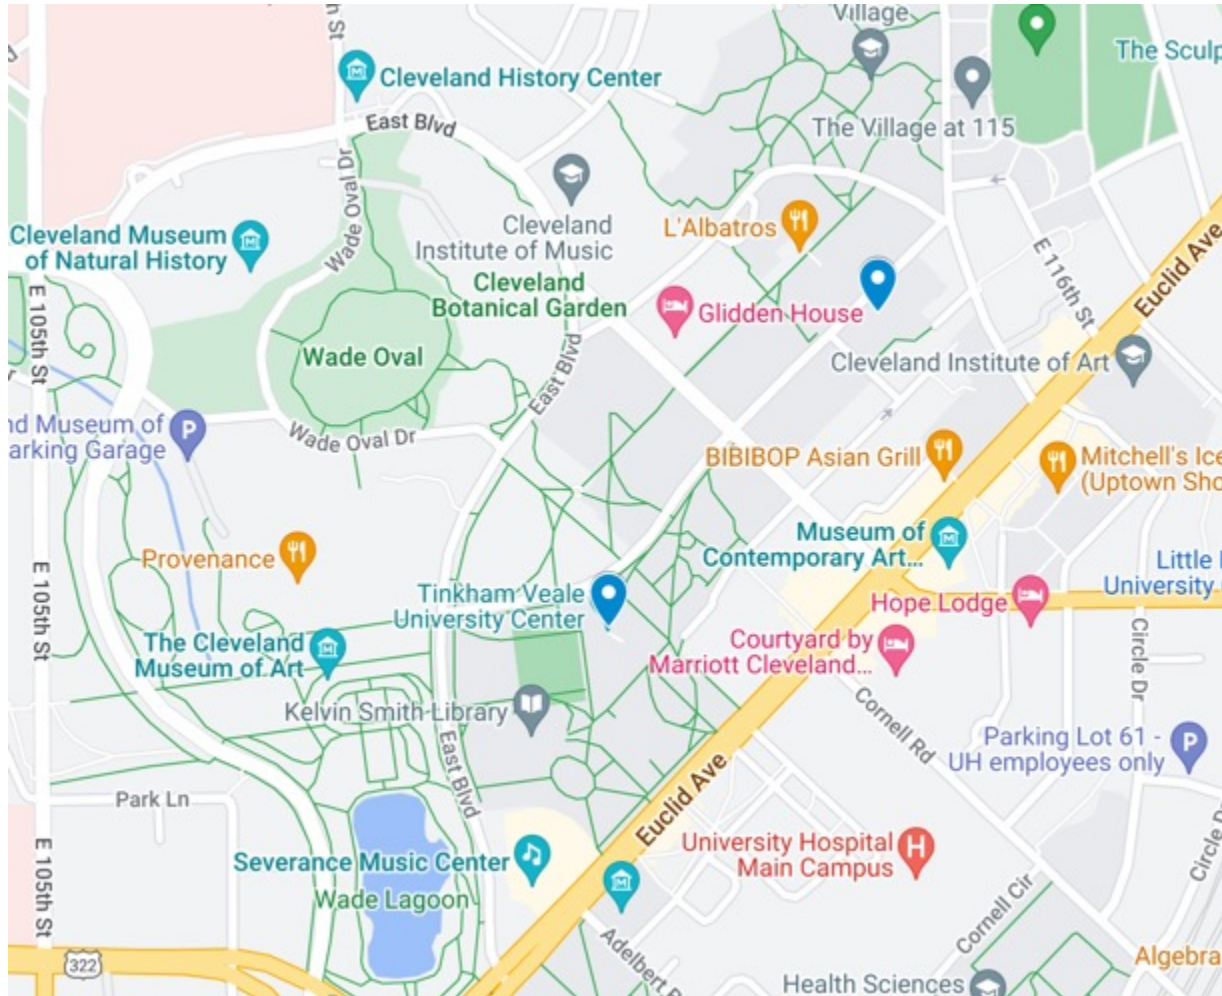 Village
The Sculp
Cleveland History Center
h St
East Blvd
The Village at 115
Wade Oval Dr
Cleveland
Institute of Music
L'Albatros
Cleveland Museum
of Natural History
Wade Oval
E 116th St
Euclid Ave
Cleveland
Botanical Garden
Glidden House
E 105th St
Wade Oval
Cleveland Institute of Art
East Blvd
nd Museum of
arking Garage
P
Wade Oval Dr
BIBIBOP Asian Grill
Mitchell's Ice
(Uptown Sho
Museum of
Contemporary Art...
Provenance
Little I
University
Tinkham Veale
University Center
Hope Lodge
E 105th St
The Cleveland
Museum of Art
Courtyard by
Marriott Cleveland...
Circle Dr
Kelvin Smith Library
Cornell Rd
Parking Lot 61 -
UH employees only
P
East Blvd
Euclid Ave
Park Ln
University Hospital
Main Campus
H
Circle D
Severance Music Center
Wade Lagoon
E 105th St
Cornell Cir
322
Adelbert R
Algebra
Health Sciences